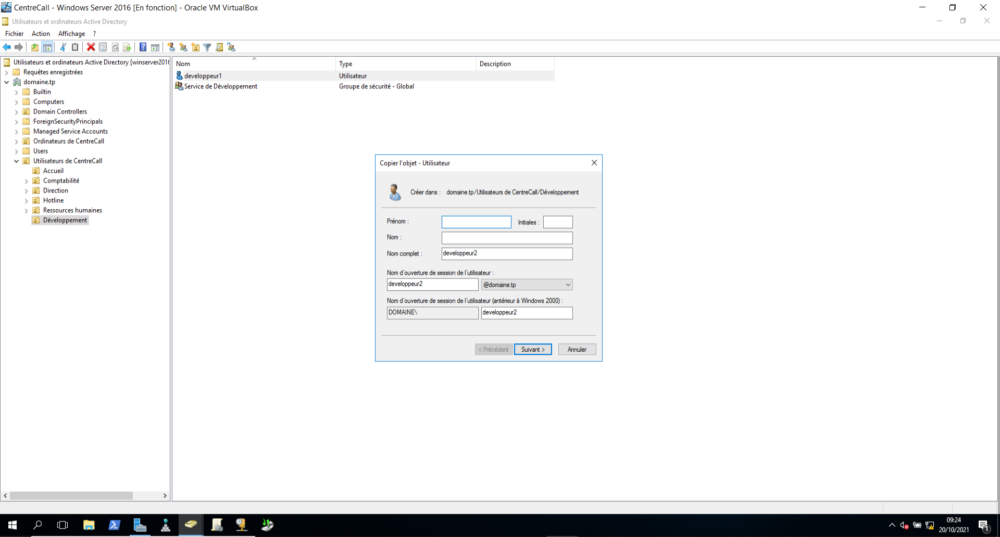 CentreCall - Windows Server 2016 [En fonction] - Oracle VM VirtualBox
Utilisateurs et ordinateurs Active Directory
Fichier Action Affichage ?
Utilisateurs et ordinateurs Active Directory [winserver2016
Requêtes enregistrées
domaine.tp
Builtin
Computers
Domain Controllers
ForeignSecurityPrincipals
Managed Service Accounts
Ordinateurs de CentreCall
Users
Utilisateurs de CentreCall
Accueil
Comptabilité
Direction
Hotline
Ressources humaines
Développement
Nom Type Description
developpeur1 Utilisateur
Service de Développement Groupe de sécurité - Global
Copier l'objet - Utilisateur
Créer dans : domaine.tp/Utilisateurs de CentreCall/Développement
Prénom : Initiales :
Nom :
Nom complet : developpeur2
Nom d'ouverture de session de l'utilisateur :
developpeur2 @domaine.tp
Nom d'ouverture de session de l'utilisateur (antérieur à Windows 2000) :
DOMAINE\ developpeur2
< Précédent Suivant > Annuler
09:24
20/10/2021
1